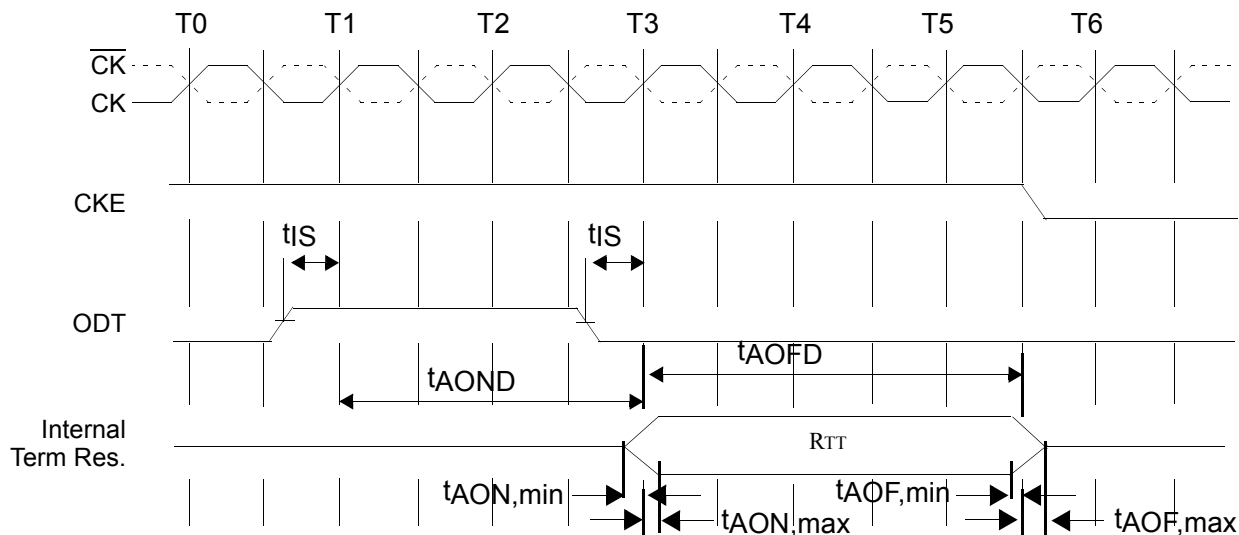 T0 T1 T2 T3 T4 T5 T6
CK
CK
CKE
tIS tIS
ODT
tAOFD
tAOND
Internal
Term Res.
RTT
tAON,min tAOF,min
tAON,max tAOF,max